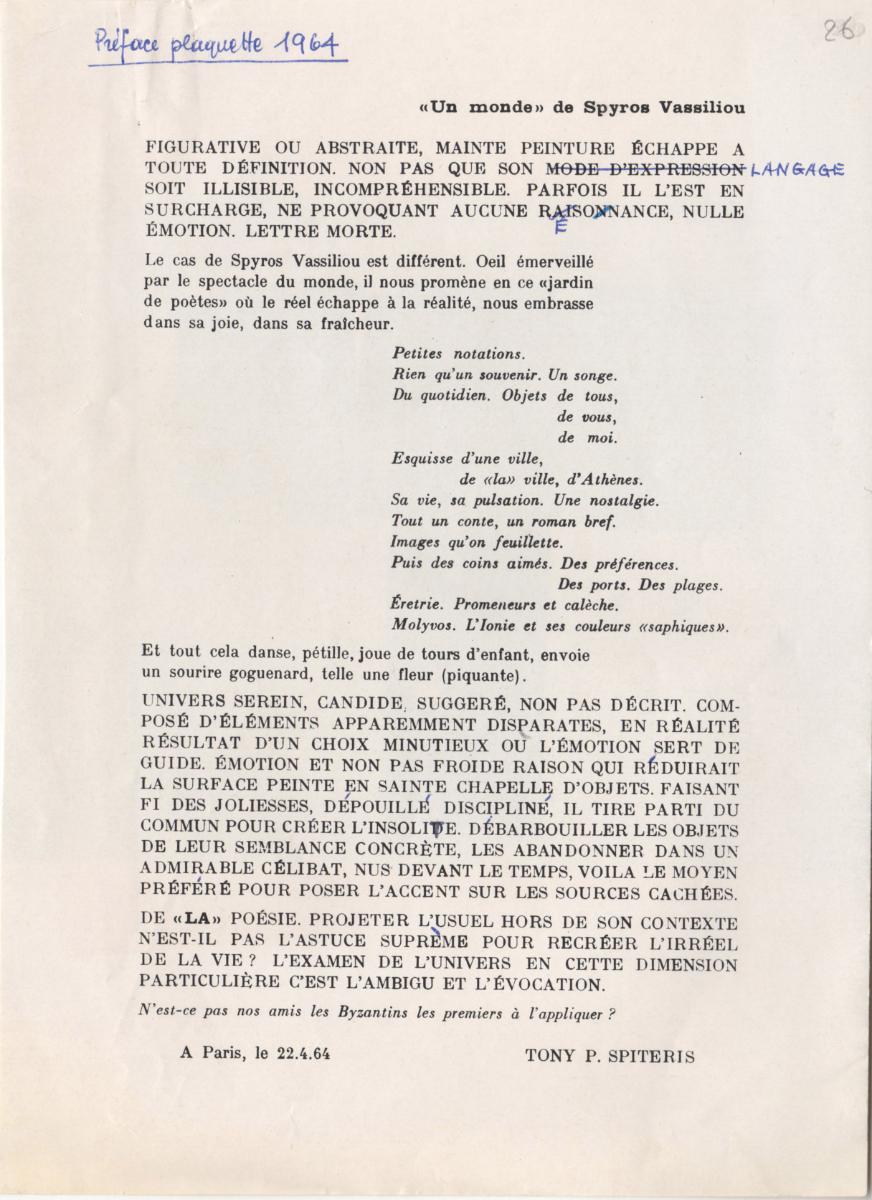 Préface plaquette 1964
26
«Un monde» de Spyros Vassiliou
FIGURATIVE OU ABSTRAITE, MAINTE PEINTURE ÉCHAPPE A
TOUTE DÉFINITION. NON PAS QUE SON MODE D'EXPRESSION LANGAGE
SOIT ILLISIBLE, INCOMPRÉHENSIBLE. PARFOIS IL L'EST EN
SURCHARGE, NE PROVOQUANT AUCUNE RAISONNANCE, NULLE
É
ÉMOTION. LETTRE MORTE.
Le cas de Spyros Vassiliou est différent. Oeil émerveillé
par le spectacle du monde, il nous promène en ce «jardin
de poètes» où le réel échappe à la réalité, nous embrasse
dans sa joie, dans sa fraîcheur.
Petites notations.
Rien qu'un souvenir. Un songe.
Du quotidien. Objets de tous,
de vous,
de moi.
Esquisse d'une ville,
de «la» ville, d'Athènes.
Sa vie, sa pulsation. Une nostalgie.
Tout un conte, un roman bref.
Images qu'on feuillette.
Puis des coins aimés. Des préférences.
Des ports. Des plages.
Éretrie. Promeneurs et calèche.
Molyvos. L'Ionie et ses couleurs «saphiques».
Et tout cela danse, pétille, joue de tours d'enfant, envoie
un sourire goguenard, telle une fleur (piquante).
UNIVERS SEREIN, CANDIDE, SUGGERÉ, NON PAS DÉCRIT. COM-
POSÉ D'ÉLÉMENTS APPAREMMENT DISPARATES, EN RÉALITÉ
RÉSULTAT D'UN CHOIX MINUTIEUX OU L'ÉMOTION SERT DE
GUIDE. ÉMOTION ET NON PAS FROIDE RAISON QUI RÉDUIRAIT
LA SURFACE PEINTE EN SAINTE CHAPELLE D'OBJETS. FAISANT
FI DES JOLIESSES, DÉPOUILLÉ DISCIPLINÉ, IL TIRE PARTI DU
COMMUN POUR CRÉER L'INSOLITE. DÉBARBOUILLER LES OBJETS
DE LEUR SEMBLANCE CONCRÈTE, LES ABANDONNER DANS UN
ADMIRABLE CÉLIBAT, NUS DEVANT LE TEMPS, VOILA LE MOYEN
PRÉFÉRÉ POUR POSER L'ACCENT SUR LES SOURCES CACHÉES.
DE «LA» POÉSIE. PROJETER L'USUEL HORS DE SON CONTEXTE
N'EST-IL PAS L'ASTUCE SUPRÈME POUR RECRÉER L'IRRÉEL
DE LA VIE ? L'EXAMEN DE L'UNIVERS EN CETTE DIMENSION
PARTICULIÈRE C'EST L'AMBIGU ET L'ÉVOCATION.
N'est-ce pas nos amis les Byzantins les premiers à l'appliquer ?
A Paris, le 22.4.64 TONY P. SPITERIS